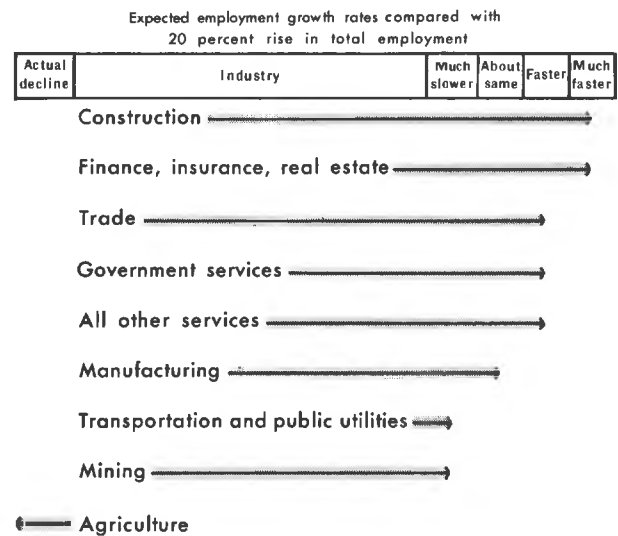 Expected employment growth rates compared with
20 percent rise in total employment
Actual decline Industry Much slower About same Faster Much faster
Construction
Finance, insurance, real estate
Trade
Government services
All other services
Manufacturing
Transportation and public utilities
Mining
Agriculture